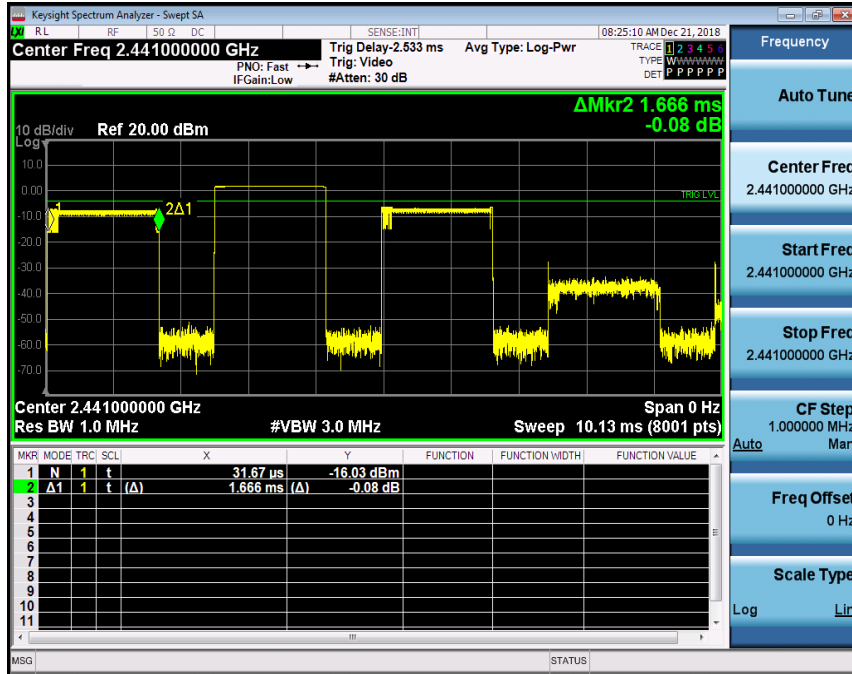 Keysight Spectrum Analyzer - Swept SA
LXI RL RF 50 Ω DC SENSE:INT 08:25:10 AM Dec 21, 2018
Center Freq 2.441000000 GHz
PNO: Fast
IFGain:Low
Trig Delay-2.533 ms
Trig: Video
#Atten: 30 dB
Avg Type: Log-Pwr
TRACE 1 2 3 4 5 6
TYPE WWWWWW
DET P P P P P P
ΔMkr2 1.666 ms
-0.08 dB
10 dB/div Ref 20.00 dBm
Log
10.0
0.00
-10.0
-20.0
-30.0
-40.0
-50.0
-60.0
-70.0
TRIG LVL
1
2Δ1
Center 2.441000000 GHz Span 0 Hz
Res BW 1.0 MHz #VBW 3.0 MHz Sweep 10.13 ms (8001 pts)
MKR MODE TRC SCL X Y FUNCTION FUNCTION WIDTH FUNCTION VALUE
1 N 1 t 31.67 µs -16.03 dBm
2 Δ1 1 t (Δ) 1.666 ms (Δ) -0.08 dB
3
4
5
6
7
8
9
10
11
MSG STATUS
Frequency
Auto Tune
Center Freq
2.441000000 GHz
Start Freq
2.441000000 GHz
Stop Freq
2.441000000 GHz
CF Step
1.000000 MHz
Auto Man
Freq Offset
0 Hz
Scale Type
Log Lin